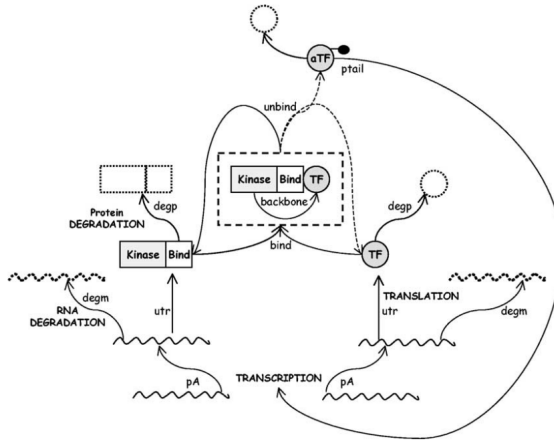 aTF
ptail
unbind
Kinase Bind TF
backbone
degp
Protein
DEGRADATION
degp
Kinase Bind
bind
TF
degm
RNA
DEGRADATION
utr
utr
TRANSLATION
degm
pA
TRANSCRIPTION
pA